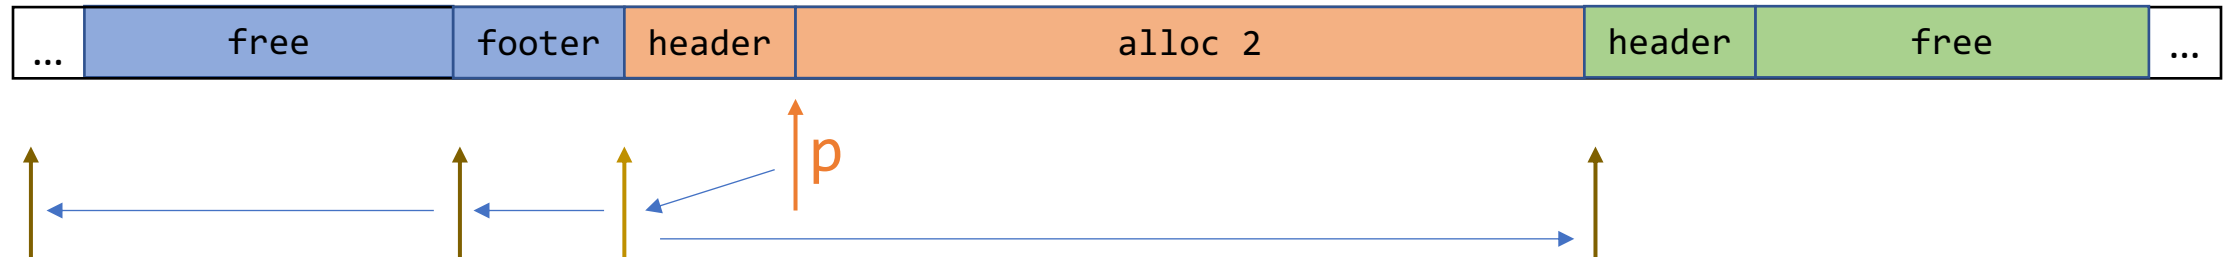 ... free footer header alloc 2 header free ...
p